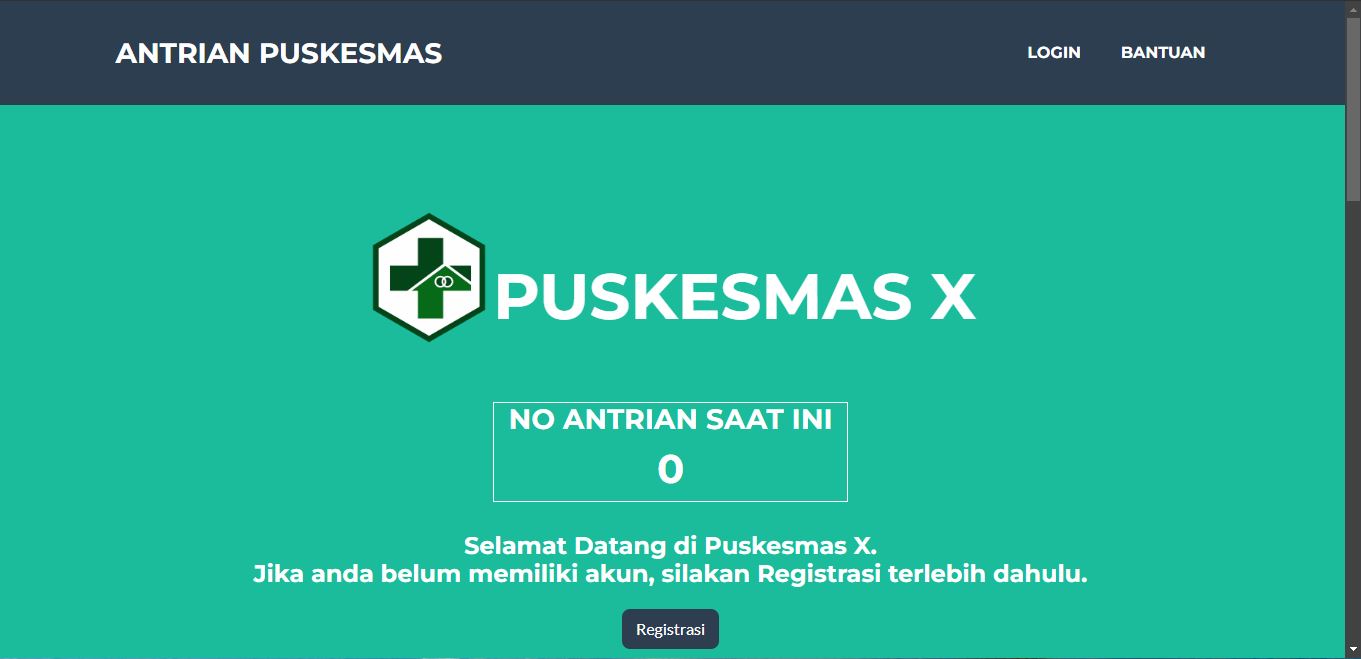 ANTRIAN PUSKESMAS
LOGIN
BANTUAN
PUSKESMAS X
NO ANTRIAN SAAT INI
0
Selamat Datang di Puskesmas X.
Jika anda belum memiliki akun, silakan Registrasi terlebih dahulu.
Registrasi